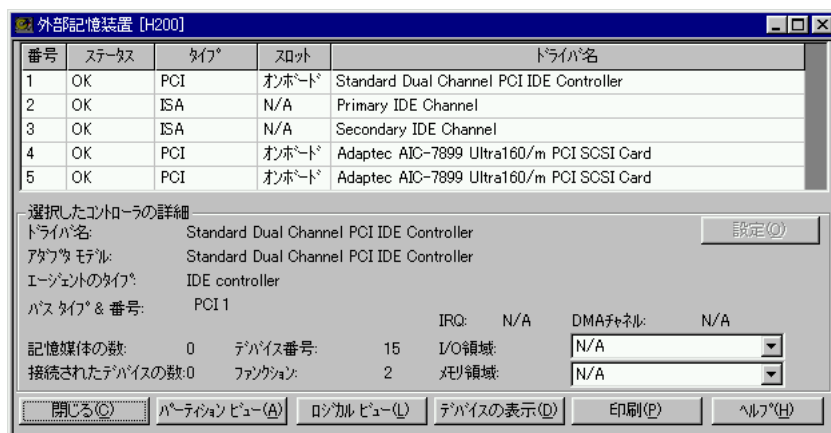 外部記憶装置 [H200]
番号 ステータス タイプ スロット ドライバ名
1 OK PCI オンボード Standard Dual Channel PCI IDE Controller
2 OK ISA N/A Primary IDE Channel
3 OK ISA N/A Secondary IDE Channel
4 OK PCI オンボード Adaptec AIC-7899 Ultra160/m PCI SCSI Card
5 OK PCI オンボード Adaptec AIC-7899 Ultra160/m PCI SCSI Card
選択したコントローラの詳細
ドライバ名: Standard Dual Channel PCI IDE Controller 設定(O)
アダプタ モデル: Standard Dual Channel PCI IDE Controller
エージェントのタイプ: IDE controller
バス タイプ & 番号: PCI 1
IRQ: N/A DMAチャネル: N/A
記憶媒体の数: 0 デバイス番号: 15 I/O領域: N/A
接続されたデバイスの数:0 ファンクション: 2 メモリ領域: N/A
閉じる(C) パーティション ビュー(A) ロジカル ビュー(L) デバイスの表示(D) 印刷(P) ヘルプ(H)